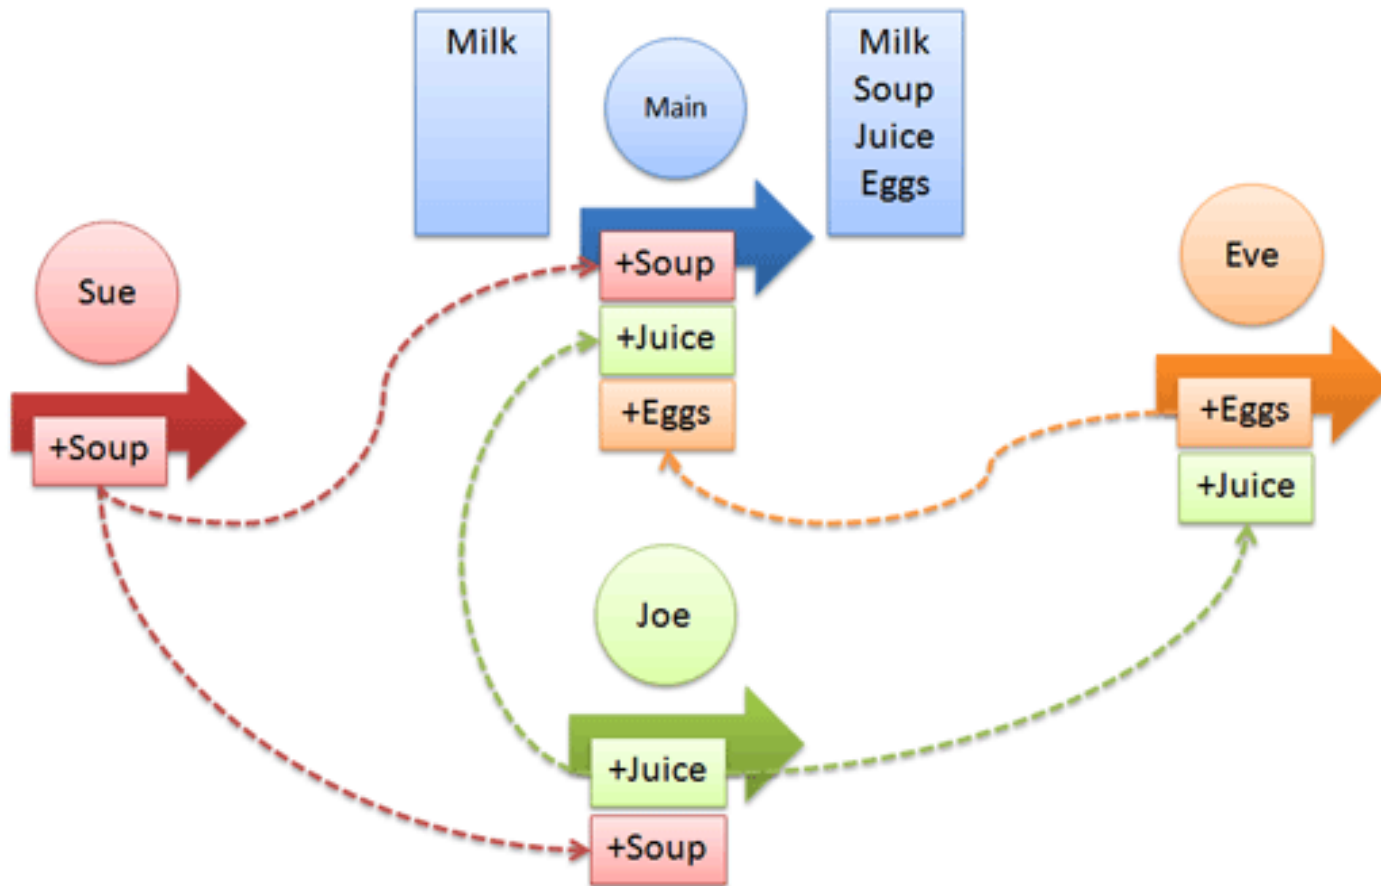 Milk
Main
Milk
Soup
Juice
Eggs
Sue
+Soup
+Soup
+Juice
+Eggs
Eve
+Eggs
+Juice
Joe
+Juice
+Soup